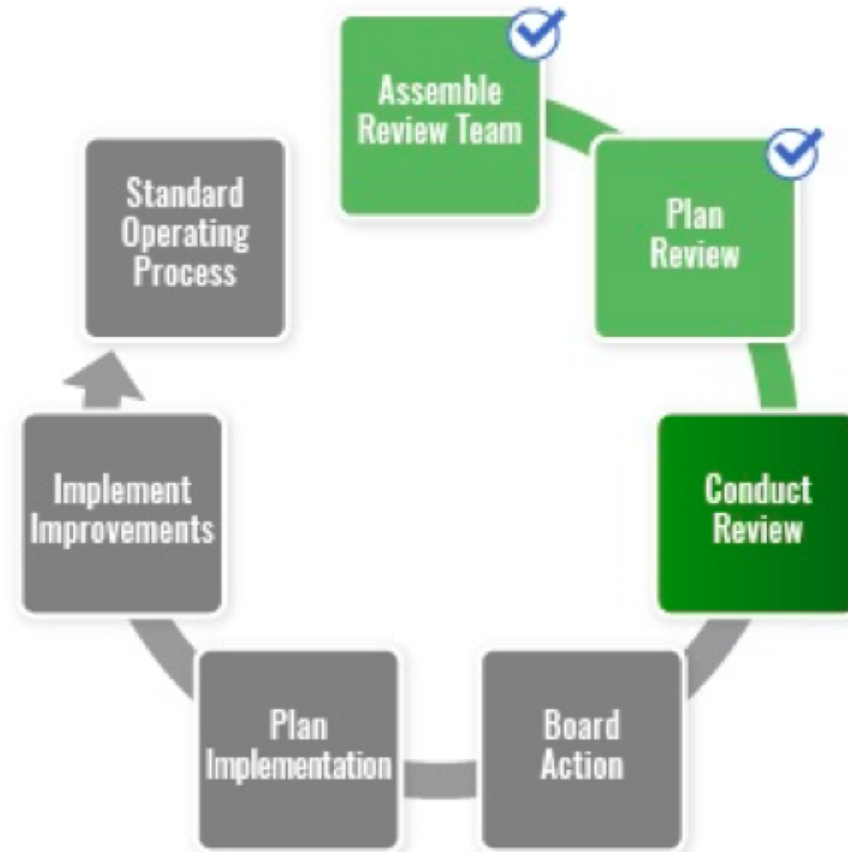 Assemble
Review Team
Plan
Review
Conduct
Review
Board
Action
Plan
Implementation
Implement
Improvements
Standard
Operating
Process